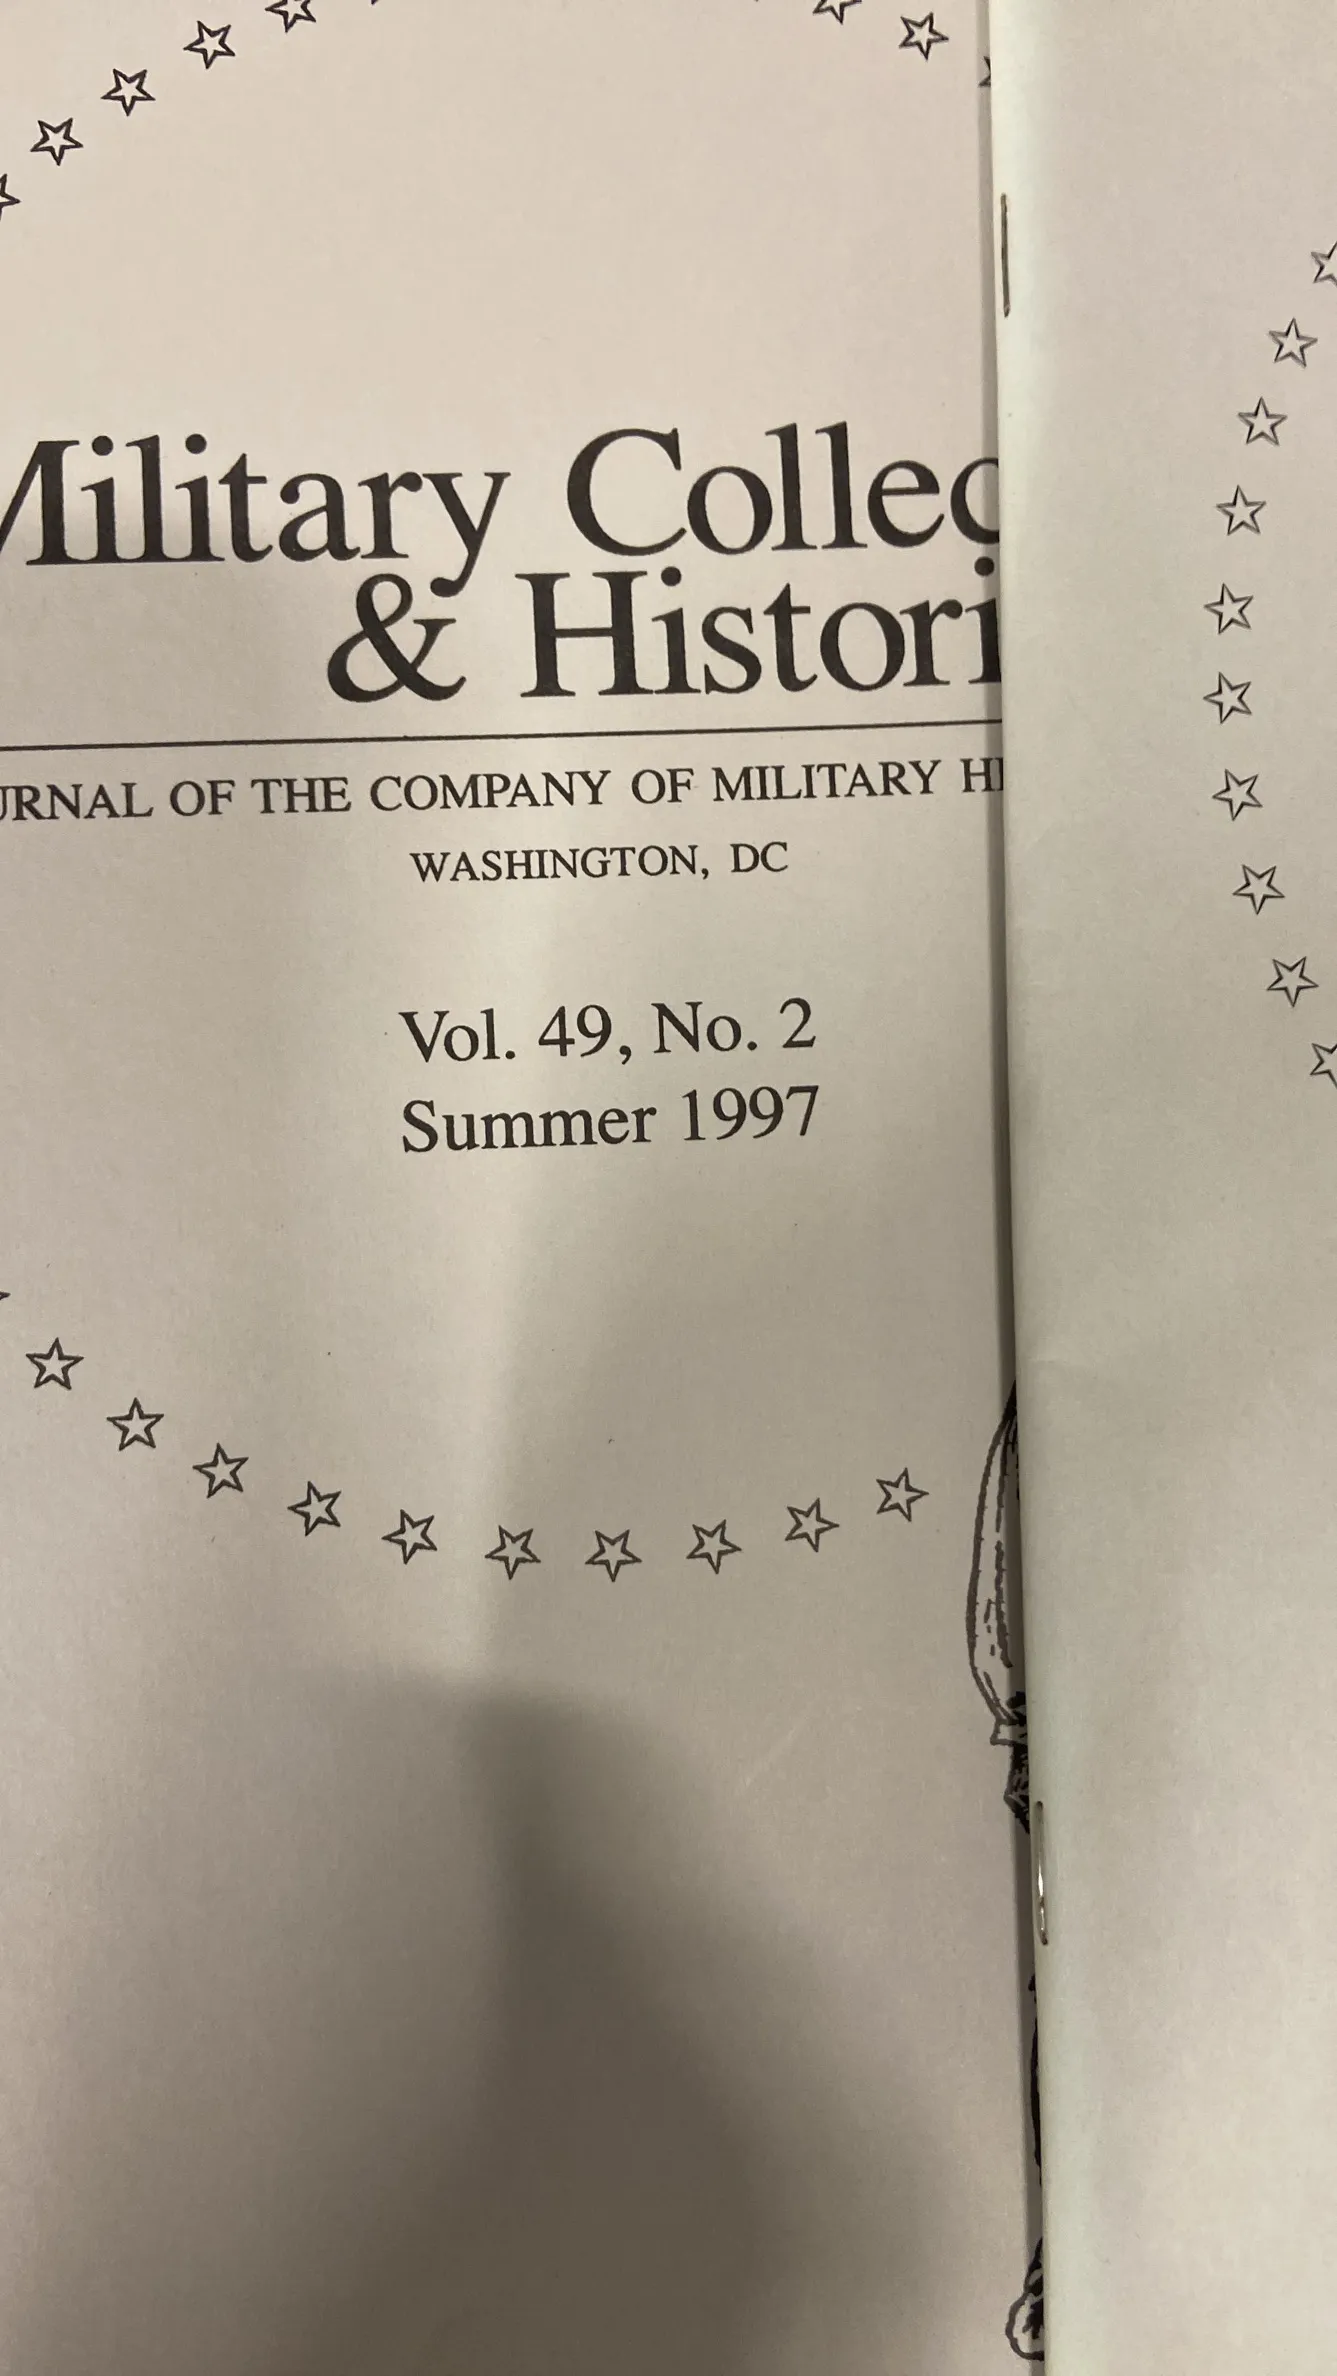 Military Collec
& Histori
URNAL OF THE COMPANY OF MILITARY HI
WASHINGTON, DC
Vol. 49, No. 2
Summer 1997